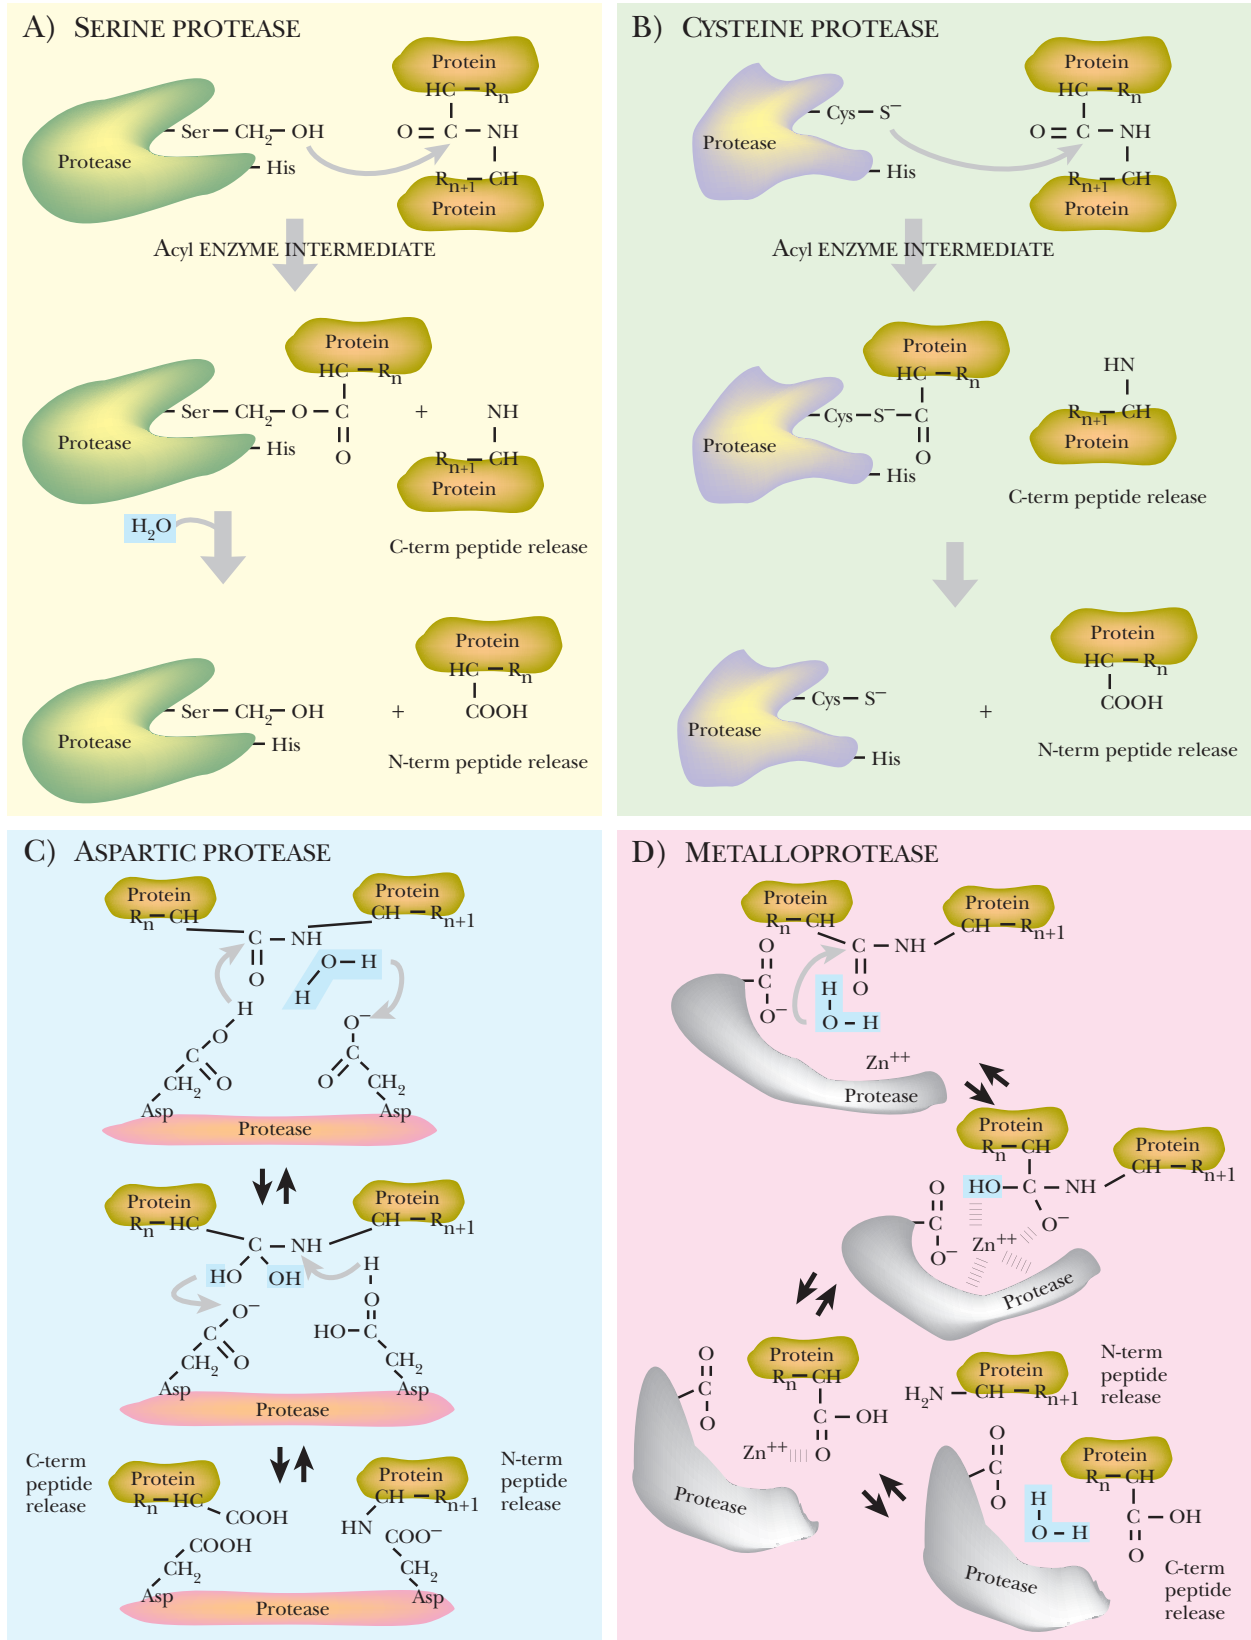 A) SERINE PROTEASE
Protein
HC — Rn
Ser — CH2 — OH
O = C — NH
Protease
His
Rn+1 — CH
Protein
Acyl ENZYME INTERMEDIATE
Protein
HC — Rn
Ser — CH2 — O — C + NH
Protease
His
O
Rn+1 — CH
Protein
H2O
C-term peptide release
Protein
HC — Rn
Ser — CH2 — OH + COOH
Protease
His
N-term peptide release
B) CYSTEINE PROTEASE
Protein
HC — Rn
Cys — S−
O = C — NH
Protease
His
Rn+1 — CH
Protein
Acyl ENZYME INTERMEDIATE
Protein
HC — Rn
HN
Cys — S− — C
Rn+1 — CH
Protease
Protein
O
His
C-term peptide release
Protein
HC — Rn
Cys — S− + COOH
Protease
His
N-term peptide release
C) ASPARTIC PROTEASE
Protein Protein
Rn — CH CH — Rn+1
C — NH
O O — H
H
H
O O−
C C
O O
CH2 CH2
Asp Asp
Protease
Protein Protein
Rn — HC CH — Rn+1
C — NH
HO OH H
O− O
C HO — C
CH2 O CH2
Asp Asp
Protease
C-term
peptide
release
Protein Protein
Rn — HC CH — Rn+1
N-term
peptide
release
COOH HN
COOH COO−
CH2 CH2
Asp Asp
Protease
D) METALLOPROTEASE
Protein Protein
Rn — CH CH — Rn+1
O C — NH
C O
H
O− O — H
Zn++
Protease
Protein Protein
Rn — CH CH — Rn+1
O HO — C — NH
C O−
O− Zn++
Protease
N-term
peptide
release
O Protein Protein
Rn — CH H2N — CH — Rn+1
C
O C — OH
Zn++ O
Protease
O Protein
Rn — CH
C
O H C — OH
O — H O
Protease
C-term
peptide
release